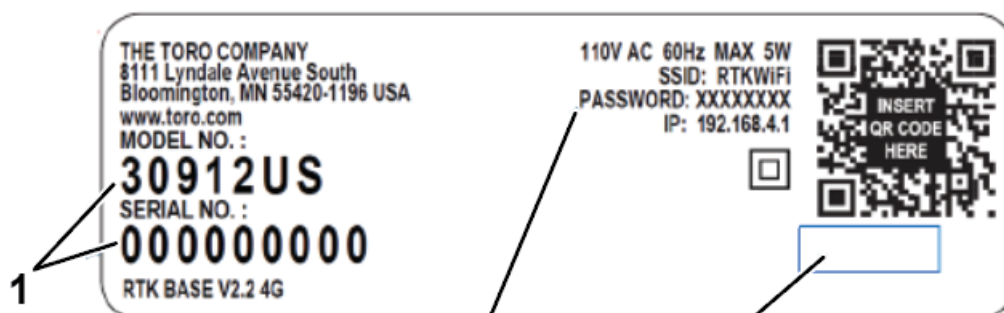 THE TORO COMPANY
8111 Lyndale Avenue South
Bloomington, MN 55420-1196 USA
www.toro.com
MODEL NO. :
30912US
SERIAL NO. :
000000000
RTK BASE V2.2 4G
110V AC 60Hz MAX 5W
SSID: RTKWiFi
PASSWORD: XXXXXXXX
IP: 192.168.4.1
INSERT
QR CODE
HERE
1